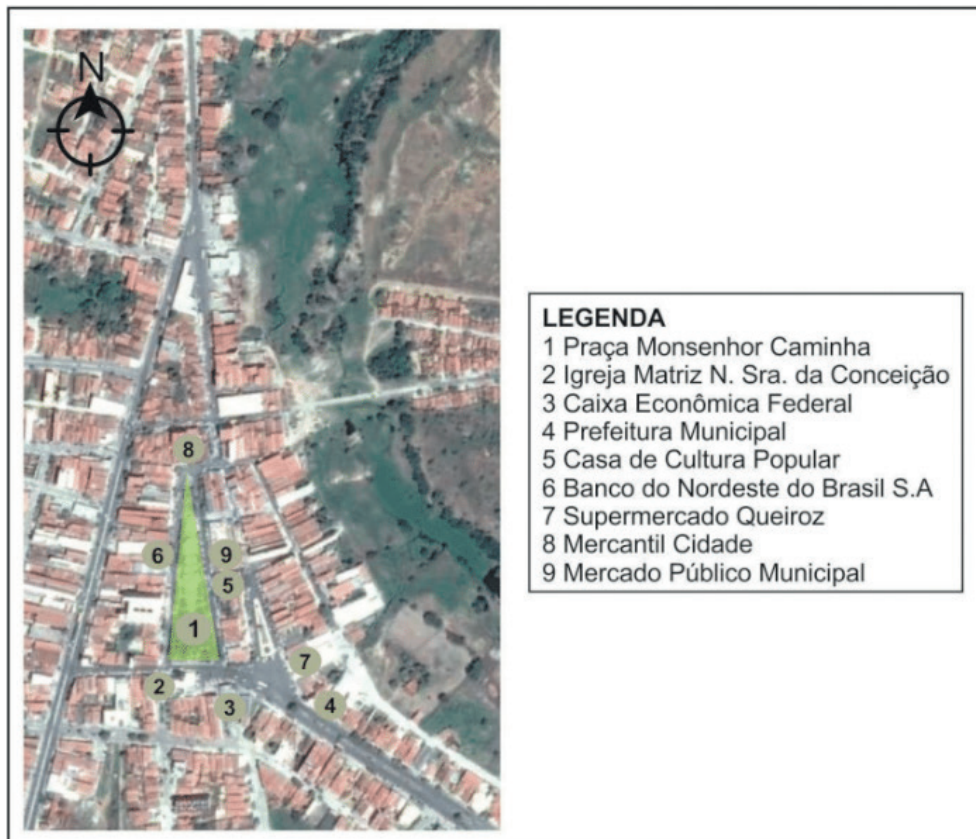 N
8
6
9
5
1
7
2
3
4
LEGENDA
1 Praça Monsenhor Caminha
2 Igreja Matriz N. Sra. da Conceição
3 Caixa Econômica Federal
4 Prefeitura Municipal
5 Casa de Cultura Popular
6 Banco do Nordeste do Brasil S.A
7 Supermercado Queiroz
8 Mercantil Cidade
9 Mercado Público Municipal